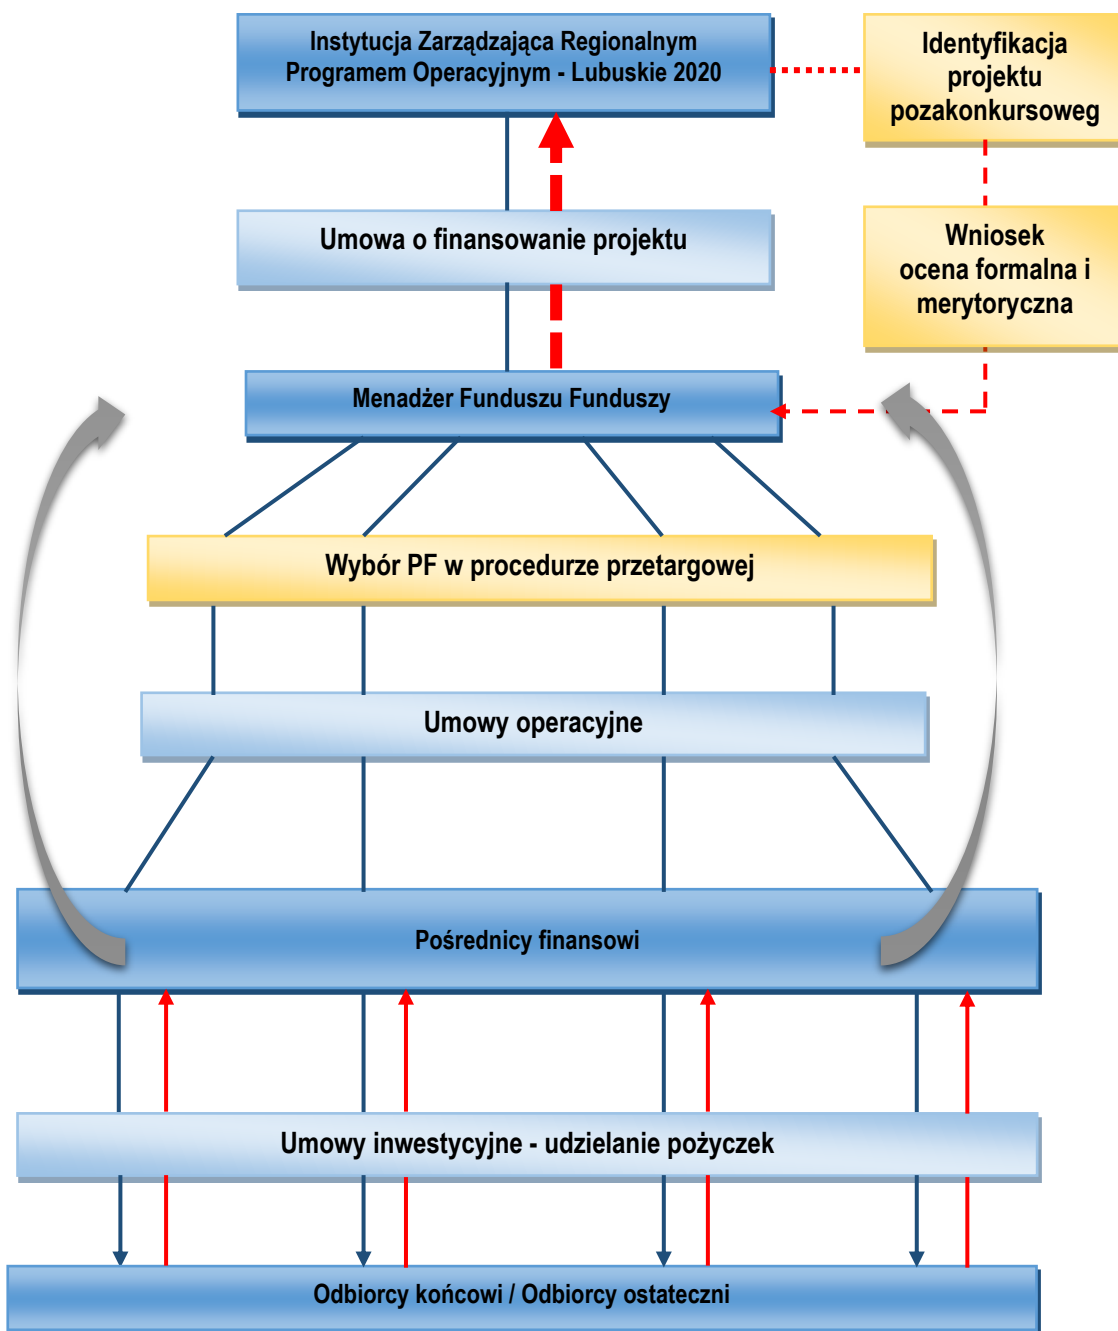 Instytucja Zarządzająca Regionalnym
Programem Operacyjnym - Lubuskie 2020
Identyfikacja
projektu
pozakonkursoweg
Umowa o finansowanie projektu
Wniosek
ocena formalna i
merytoryczna
Menadżer Funduszu Funduszy
Wybór PF w procedurze przetargowej
Umowy operacyjne
Pośrednicy finansowi
Umowy inwestycyjne - udzielanie pożyczek
Odbiorcy końcowi / Odbiorcy ostateczni